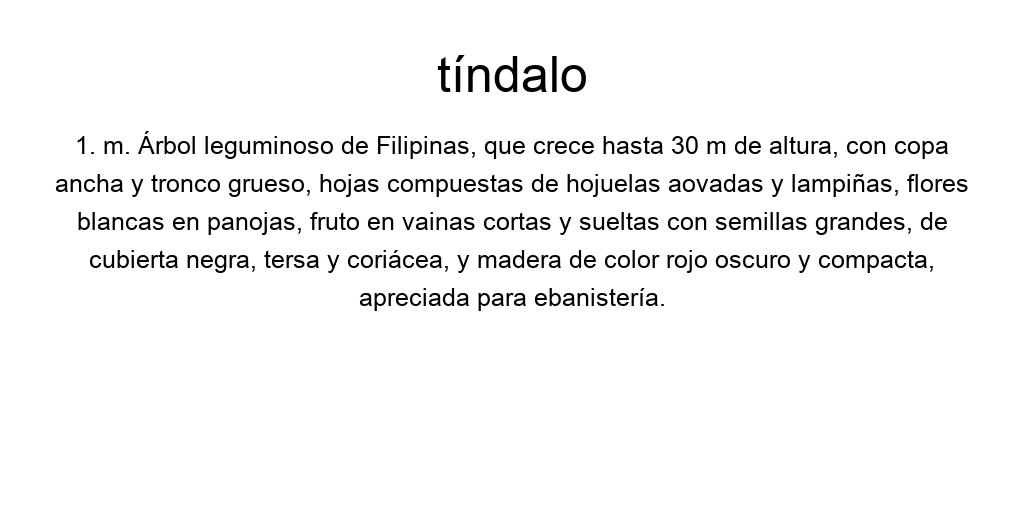 tíndalo
1. m. Árbol leguminoso de Filipinas, que crece hasta 30 m de altura, con copa
ancha y tronco grueso, hojas compuestas de hojuelas aovadas y lampiñas, flores
blancas en panojas, fruto en vainas cortas y sueltas con semillas grandes, de
cubierta negra, tersa y coriácea, y madera de color rojo oscuro y compacta,
apreciada para ebanistería.